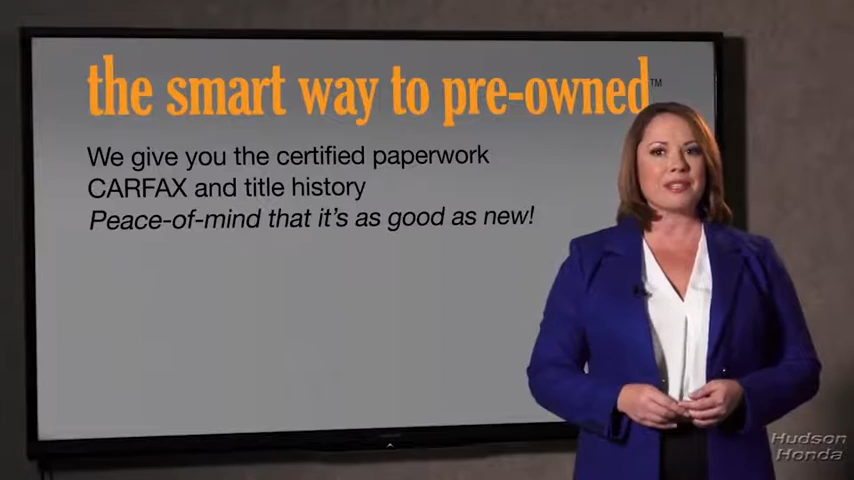 the smart way to pre-owned™
We give you the certified paperwork
CARFAX and title history
Peace-of-mind that it's as good as new!
Hudson
Honda